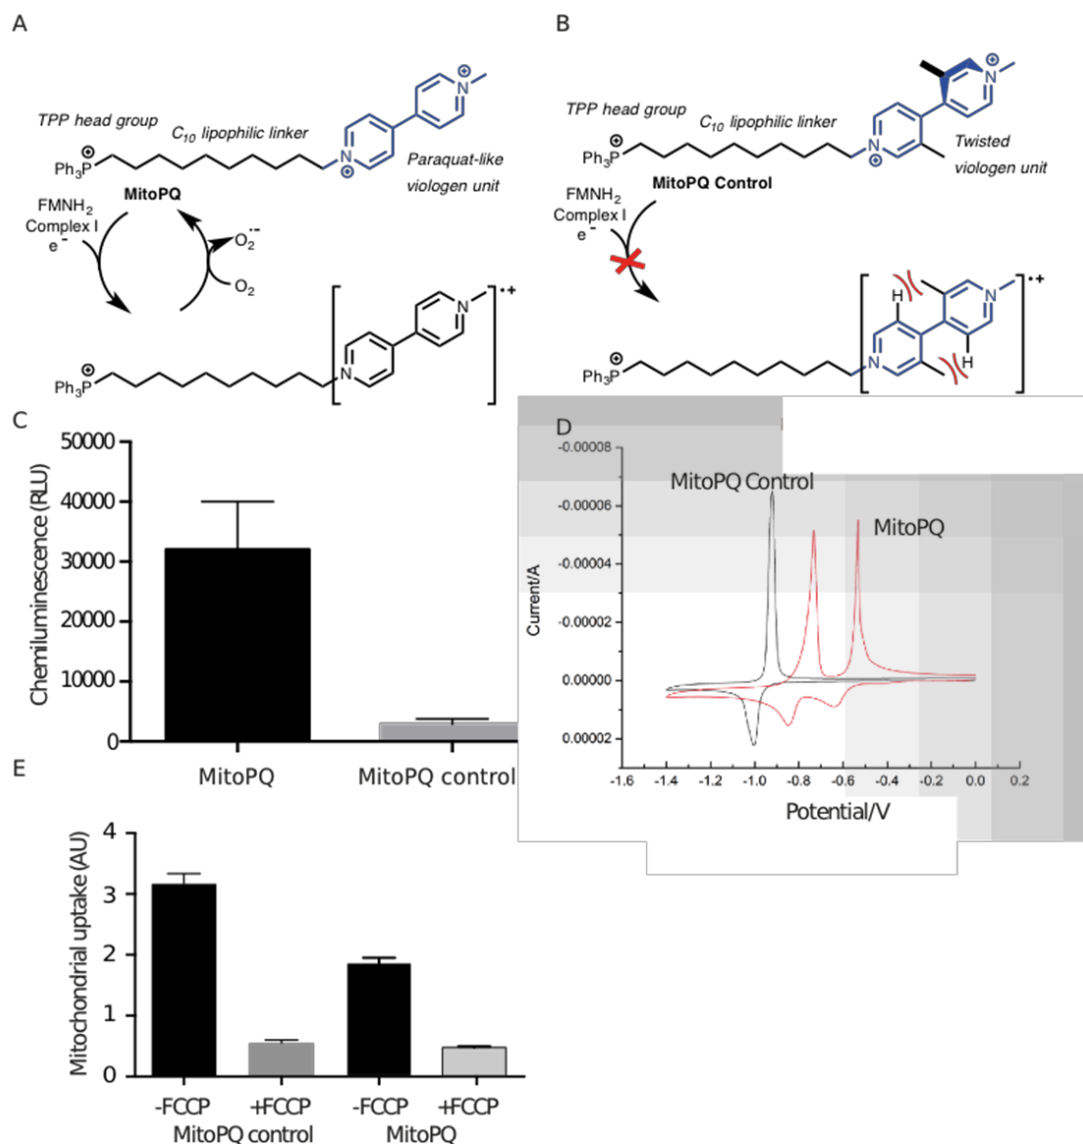 A
TPP head group
C10 lipophilic linker
Ph3P
⊕
N
⊕
N
⊕
Paraquat-like
viologen unit
MitoPQ
FMNH2
Complex I
e-
O2•-
O2
Ph3P
⊕
N
N
•+
B
TPP head group
C10 lipophilic linker
Ph3P
⊕
N
⊕
N
⊕
Twisted
viologen unit
MitoPQ Control
FMNH2
Complex I
e-
Ph3P
⊕
H
N
H
N
•+
C
Chemiluminescence (RLU)
50000
40000
30000
20000
10000
0
MitoPQ
MitoPQ control
D
Current/A
-0.00008
-0.00006
-0.00004
-0.00002
0.00000
0.00002
MitoPQ Control
MitoPQ
-1.6 -1.4 -1.2 -1.0 -0.8 -0.6 -0.4 -0.2 0.0 0.2
Potential/V
E
Mitochondrial uptake (AU)
4
3
2
1
0
-FCCP +FCCP -FCCP +FCCP
MitoPQ control MitoPQ